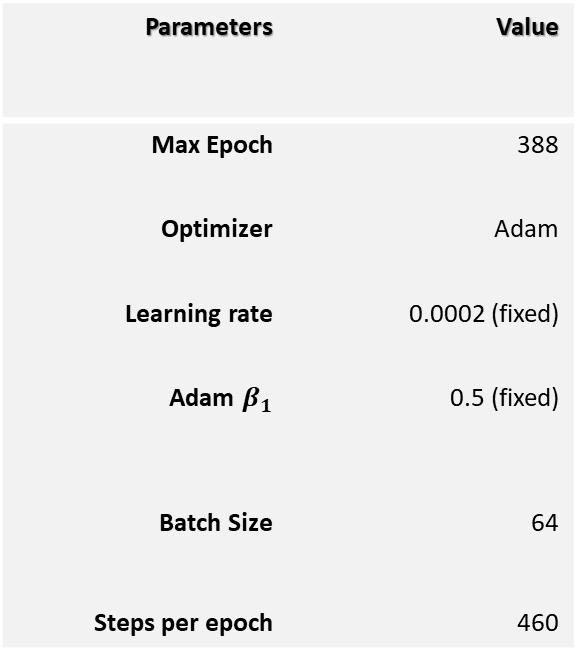 Parameters Value
Max Epoch 388
Optimizer Adam
Learning rate 0.0002 (fixed)
Adam β₁ 0.5 (fixed)
Batch Size 64
Steps per epoch 460